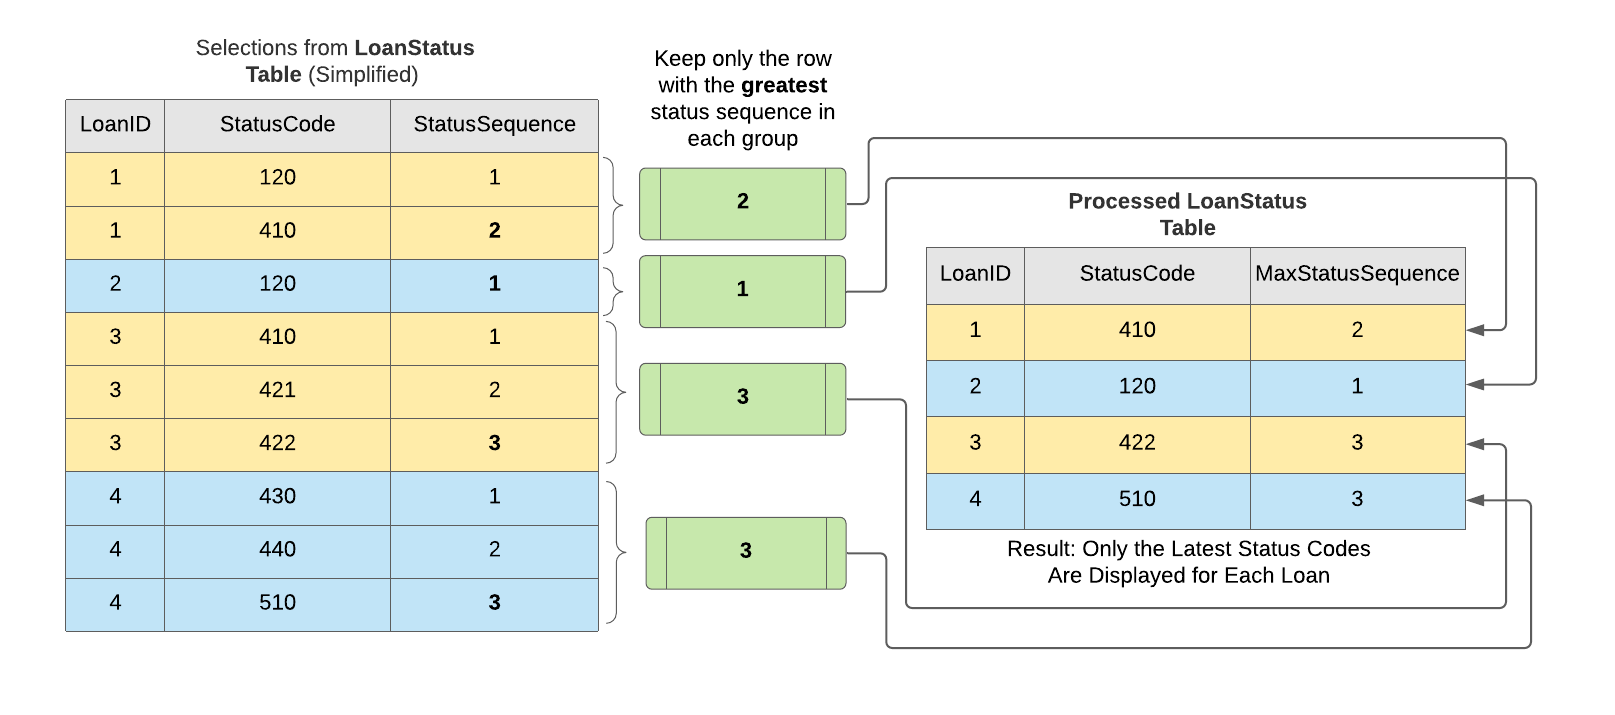 Selections from LoanStatus
Table (Simplified)
LoanID StatusCode StatusSequence
1 120 1
1 410 2
2 120 1
3 410 1
3 421 2
3 422 3
4 430 1
4 440 2
4 510 3
Keep only the row
with the greatest
status sequence in
each group
2
1
3
3
Processed LoanStatus
Table
LoanID StatusCode MaxStatusSequence
1 410 2
2 120 1
3 422 3
4 510 3
Result: Only the Latest Status Codes
Are Displayed for Each Loan